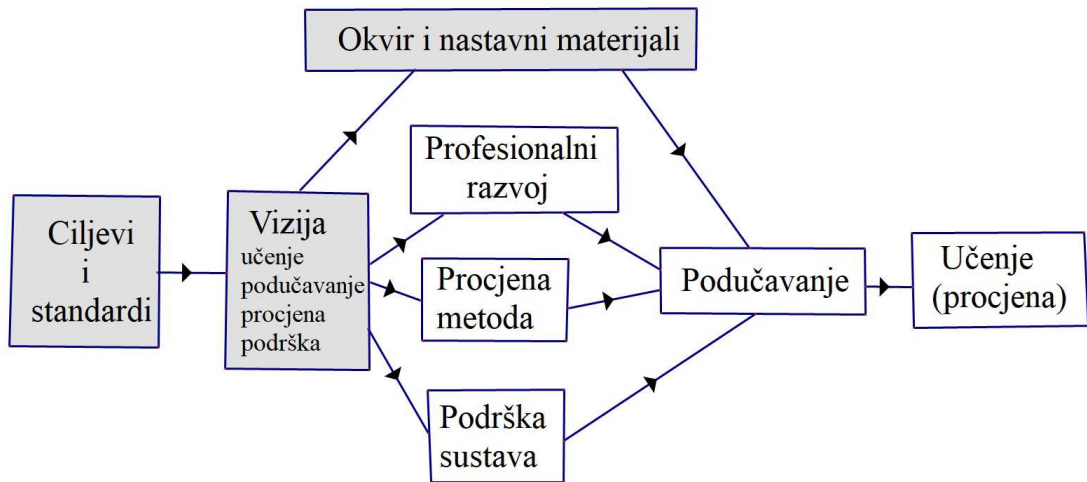 Okvir i nastavni materijali
Profesionalni
razvoj
Ciljevi
i
standardi
Vizija
učenje
podučavanje
procjena
podrška
Procjena
metoda
Podučavanje
Učenje
(procjena)
Podrška
sustava